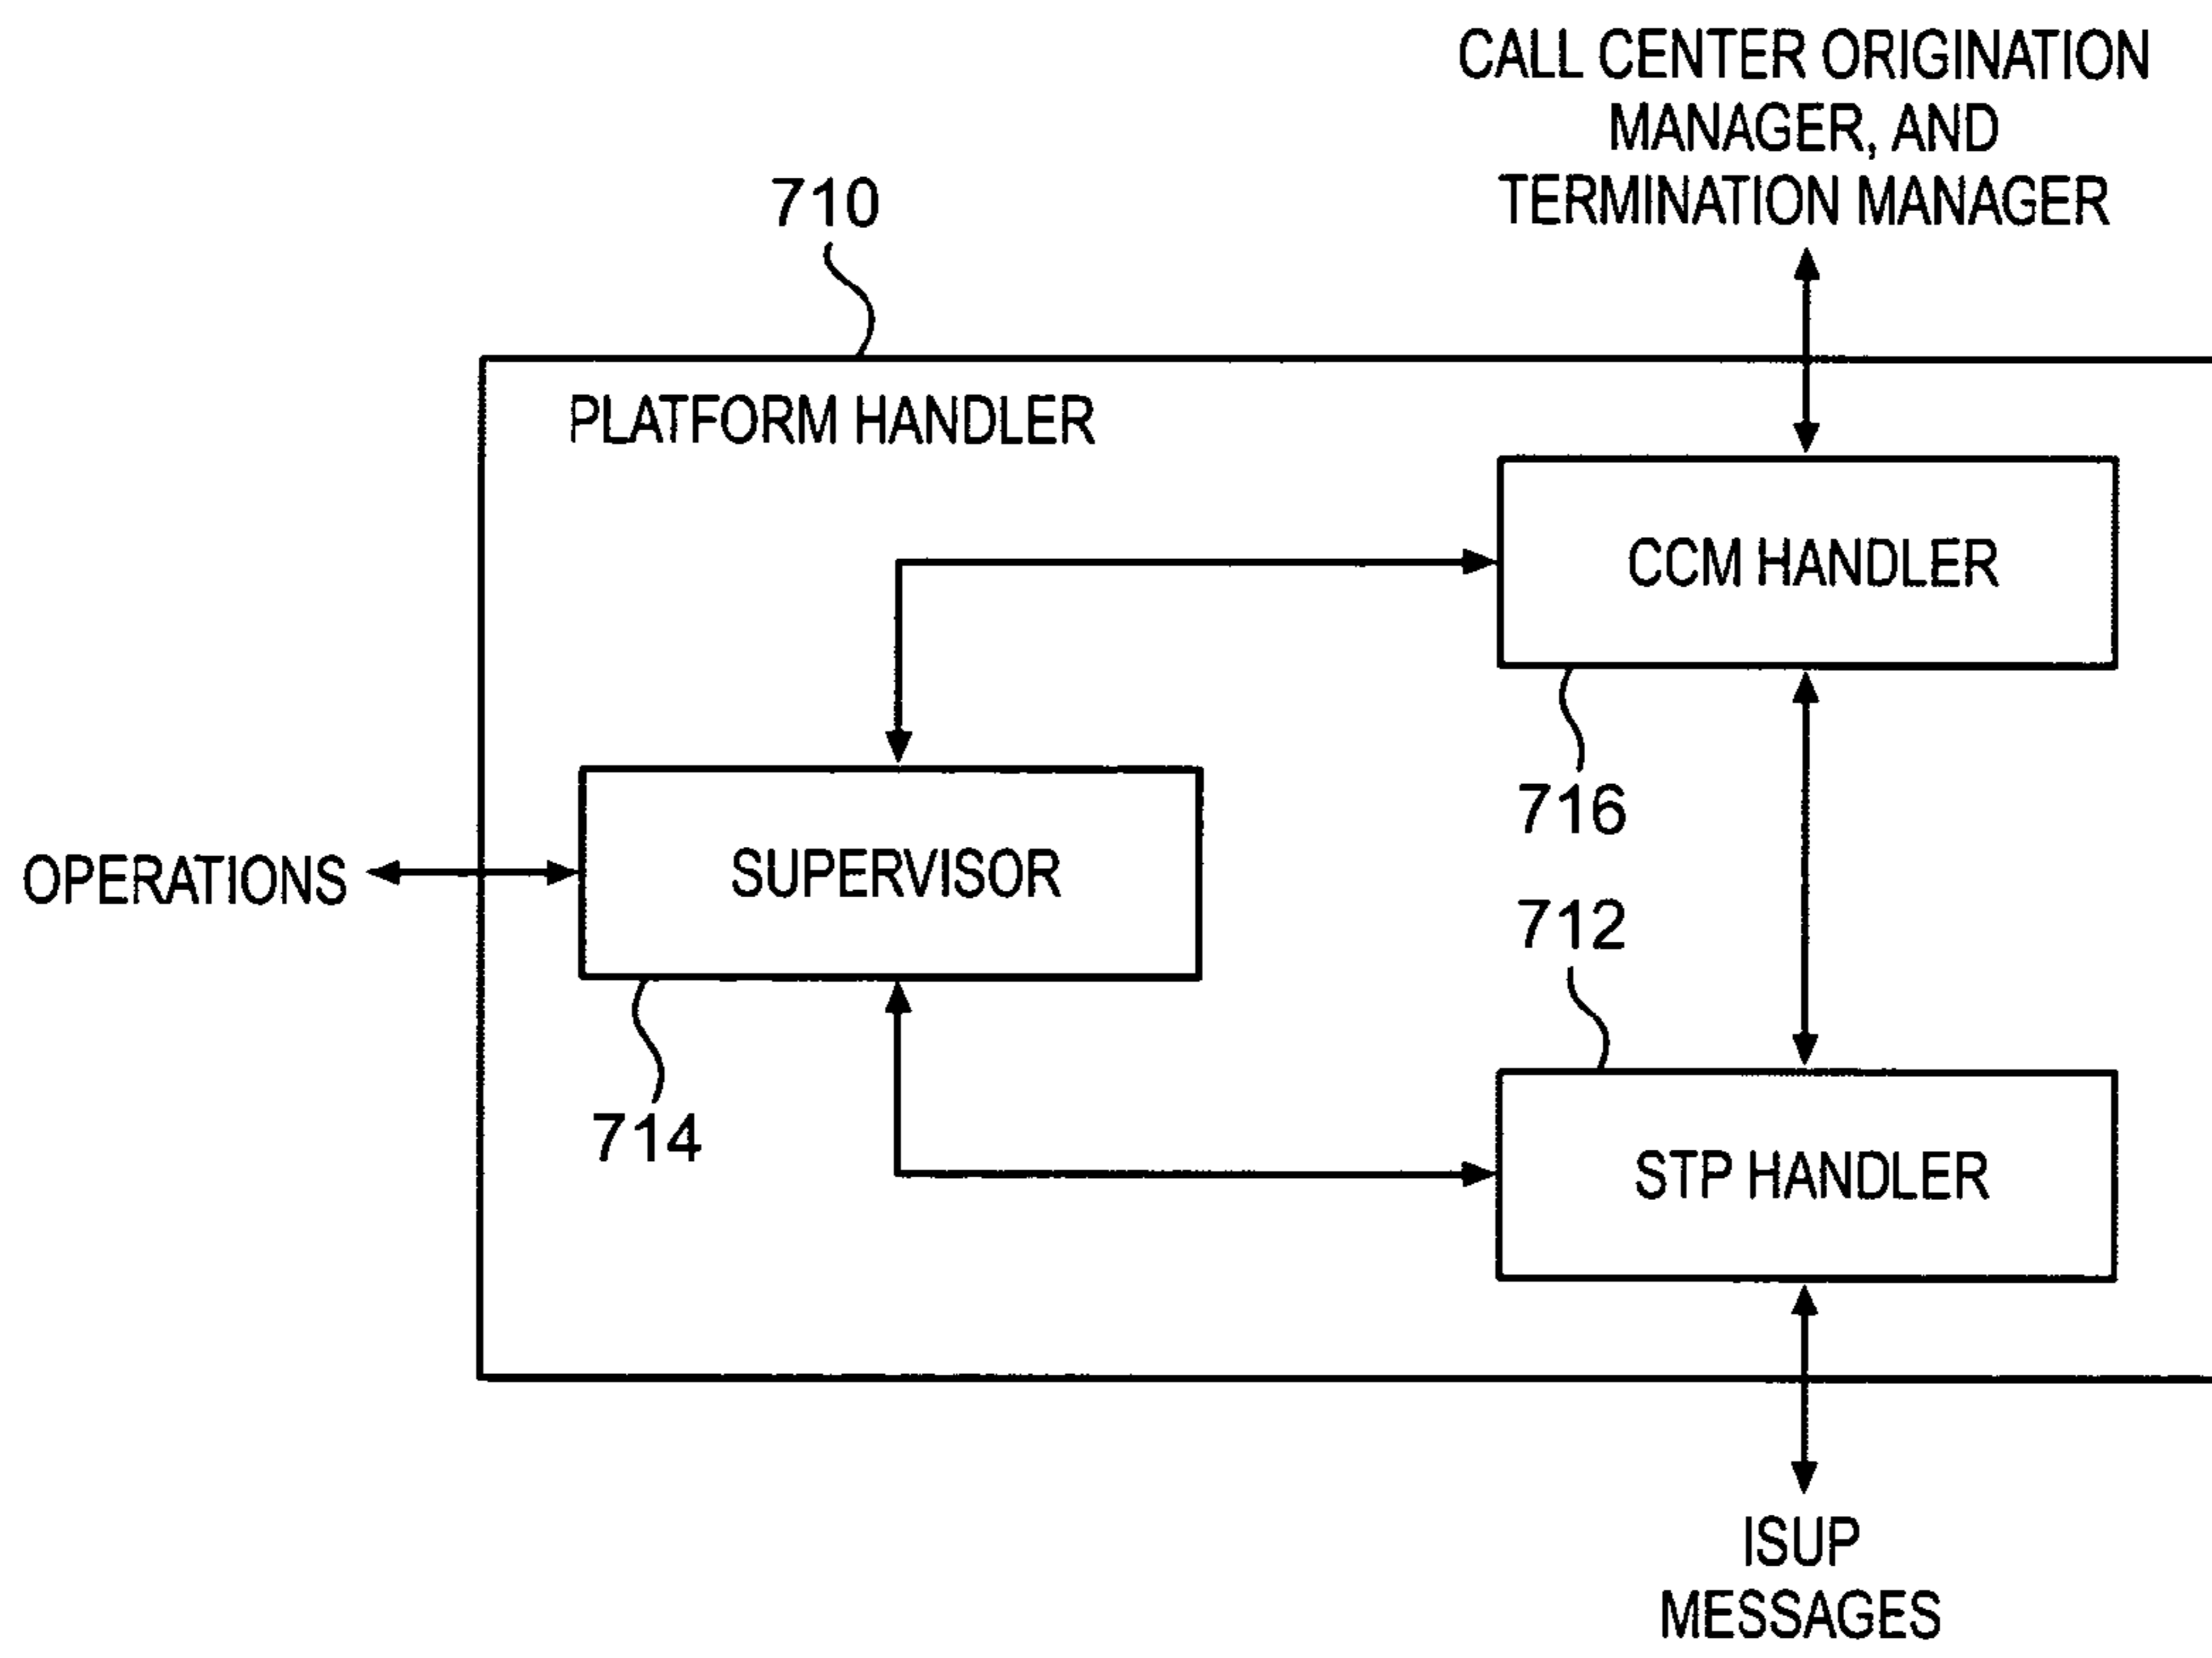 CALL CENTER ORIGINATION
MANAGER, AND
TERMINATION MANAGER
710
PLATFORM HANDLER
CCM HANDLER
716
OPERATIONS
SUPERVISOR
712
714
STP HANDLER
ISUP
MESSAGES